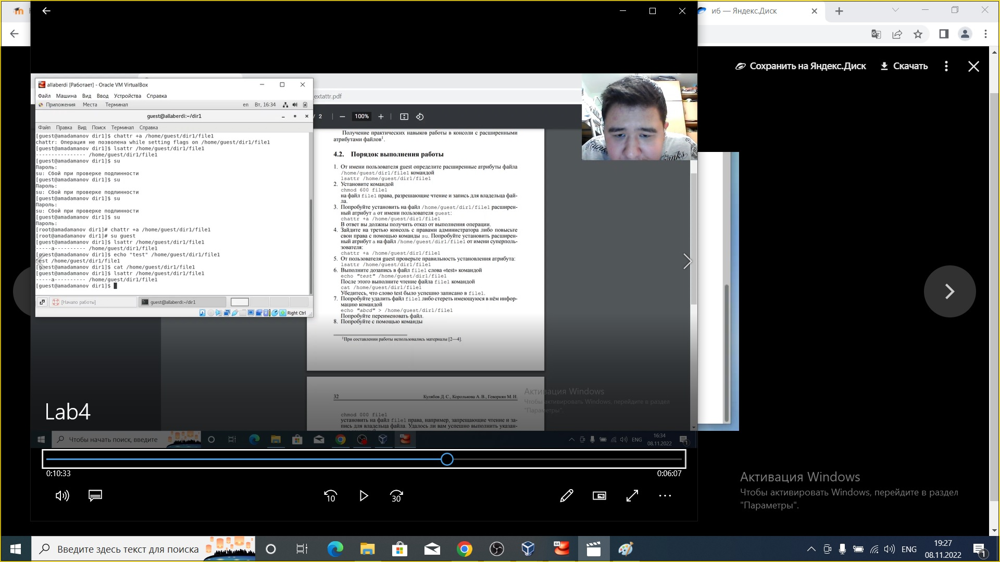 иб — Яндекс.Диск
Сохранить на Яндекс.Диск
Скачать
allaberdi [Работает] - Oracle VM VirtualBox
Файл Машина Вид Ввод Устройства Справка
Приложения Места Терминал en Вт, 16:34
guest@allaberdi:~/dir1
Файл Правка Вид Поиск Терминал Справка
[guest@amadamanov dir1]$ chattr +a /home/guest/dir1/file1
chattr: Операция не позволена while setting flags on /home/guest/dir1/file1
[guest@amadamanov dir1]$ lsattr /home/guest/dir1/file1
---------------- /home/guest/dir1/file1
[guest@amadamanov dir1]$ su
Пароль:
su: Сбой при проверке подлинности
[guest@amadamanov dir1]$ su
Пароль:
su: Сбой при проверке подлинности
[guest@amadamanov dir1]$ su
Пароль:
su: Сбой при проверке подлинности
[guest@amadamanov dir1]$ su
Пароль:
[root@amadamanov dir1]# chattr +a /home/guest/dir1/file1
[root@amadamanov dir1]# su guest
[guest@amadamanov dir1]$ lsattr /home/guest/dir1/file1
-----a---------- /home/guest/dir1/file1
[guest@amadamanov dir1]$ echo "test" /home/guest/dir1/file1
est /home/guest/dir1/file1
[guest@amadamanov dir1]$ cat /home/guest/dir1/file1
[guest@amadamanov dir1]$ lsattr /home/guest/dir1/file1
-----a---------- /home/guest/dir1/file1
[guest@amadamanov dir1]$
[Начало работы] guest@allaberdi:~/dir1
Right Ctrl
extattr.pdf
/ 2 — 100% +
Получение практических навыков работы в консоли с расширенными
атрибутами файлов1.
4.2. Порядок выполнения работы
1. От имени пользователя guest определите расширенные атрибуты файла
/home/guest/dir1/file1 командой
lsattr /home/guest/dir1/file1
2. Установите командой
chmod 600 file1
на файл file1 права, разрешающие чтение и запись для владельца фай-
ла.
3. Попробуйте установить на файл /home/guest/dir1/file1 расширен-
ный атрибут a от имени пользователя guest:
chattr +a /home/guest/dir1/file1
В ответ вы должны получить отказ от выполнения операции.
4. Зайдите на третью консоль с правами администратора либо повысьте
свои права с помощью команды su. Попробуйте установить расширен-
ный атрибут a на файл /home/guest/dir1/file1 от имени суперполь-
зователя:
chattr +a /home/guest/dir1/file1
5. От пользователя guest проверьте правильность установления атрибута:
lsattr /home/guest/dir1/file1
6. Выполните дозапись в файл file1 слова «test» командой
echo "test" /home/guest/dir1/file1
После этого выполните чтение файла file1 командой
cat /home/guest/dir1/file1
Убедитесь, что слово test было успешно записано в file1.
7. Попробуйте удалить файл file1 либо стереть имеющуюся в нём инфор-
мацию командой
echo "abcd" > /home/guest/dir1/file1
Попробуйте переименовать файл.
8. Попробуйте с помощью команды
1При составлении работы использовались материалы [2—4].
32 Кулябов Д. С., Королькова А. В., Геворкян М. Н.
chmod 000 file1
установить на файл file1 права, например, запрещающие чтение и за-
пись для владельца файла. Удалось ли вам успешно выполнить указан-
Активация Windows
Чтобы активировать Windows, перейдите в раздел
"Параметры".
Lab4
Чтобы начать поиск, введите
ENG
16:34
08.11.2022
1
0:10:33
0:06:07
10
30
Активация Windows
Чтобы активировать Windows, перейдите в раздел
"Параметры".
Введите здесь текст для поиска
64
ENG
19:27
08.11.2022
1